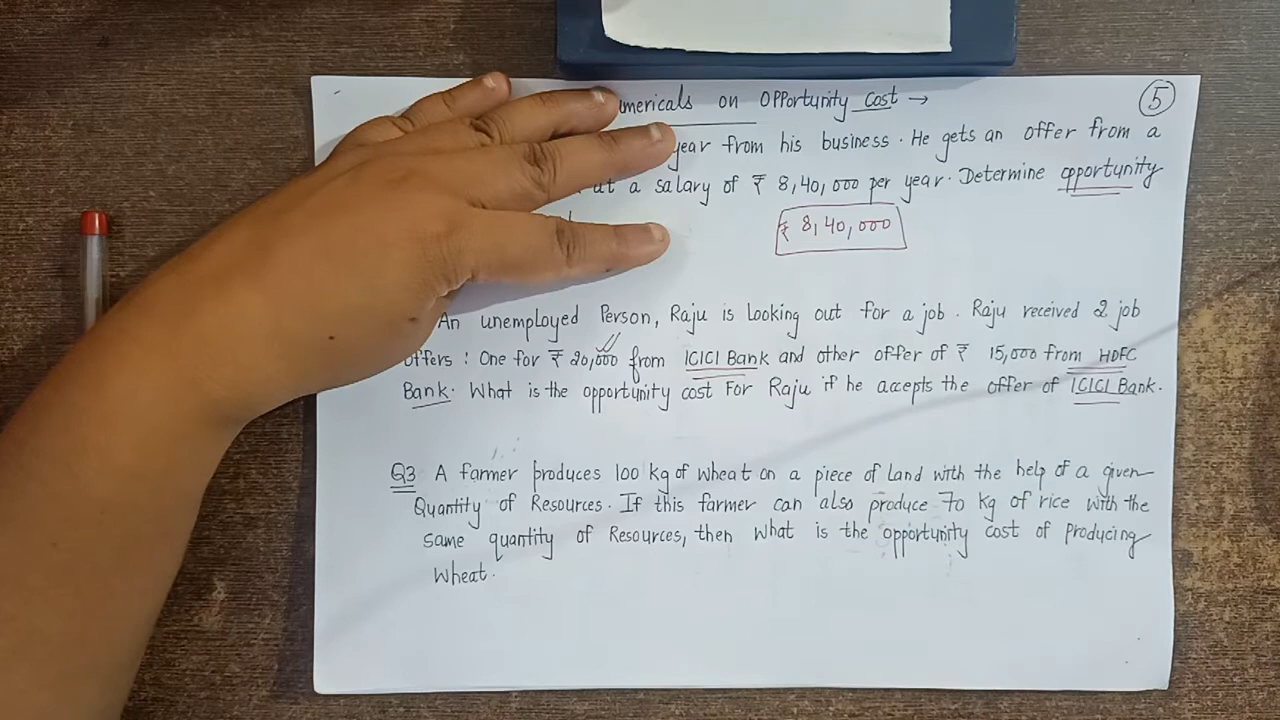 umericals on Opportunity Cost → 5
year from his business. He gets an offer from a
at a salary of ₹ 8,40,000 per year. Determine opportunity
₹ 8,40,000
An unemployed Person, Raju is looking out for a job. Raju received 2 job
offers : One for ₹ 20,000 from ICICI Bank and other offer of ₹ 15,000 from HDFC
Bank. What is the opportunity cost for Raju if he accepts the offer of ICICI Bank.
Q3 A farmer produces 100 kg of wheat on a piece of Land with the help of a given
Quantity of Resources. If this farmer can also produce 70 kg of rice with the
same quantity of Resources, then what is the opportunity cost of producing
wheat.